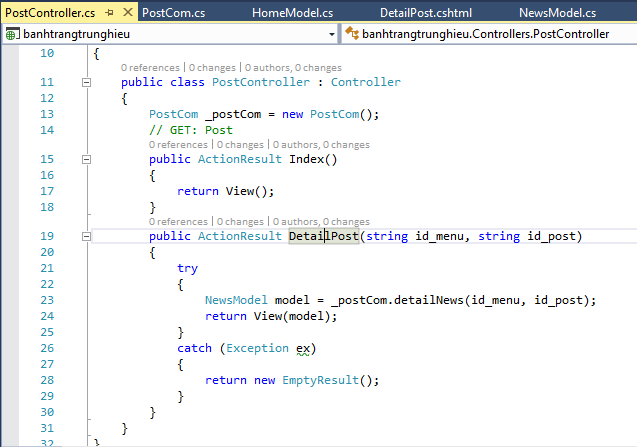 PostController.cs PostCom.cs HomeModel.cs DetailPost.cshtml NewsModel.cs
banhtrangtrunghieu banhtrangtrunghieu.Controllers.PostController
10 {
0 references | 0 changes | 0 authors, 0 changes
11 public class PostController : Controller
12 {
13 PostCom _postCom = new PostCom();
14 // GET: Post
0 references | 0 changes | 0 authors, 0 changes
15 public ActionResult Index()
16 {
17 return View();
18 }
0 references | 0 changes | 0 authors, 0 changes
19 public ActionResult DetailPost(string id_menu, string id_post)
20 {
21 try
22 {
23 NewsModel model = _postCom.detailNews(id_menu, id_post);
24 return View(model);
25 }
26 catch (Exception ex)
27 {
28 return new EmptyResult();
29 }
30 }
31 }
32 }